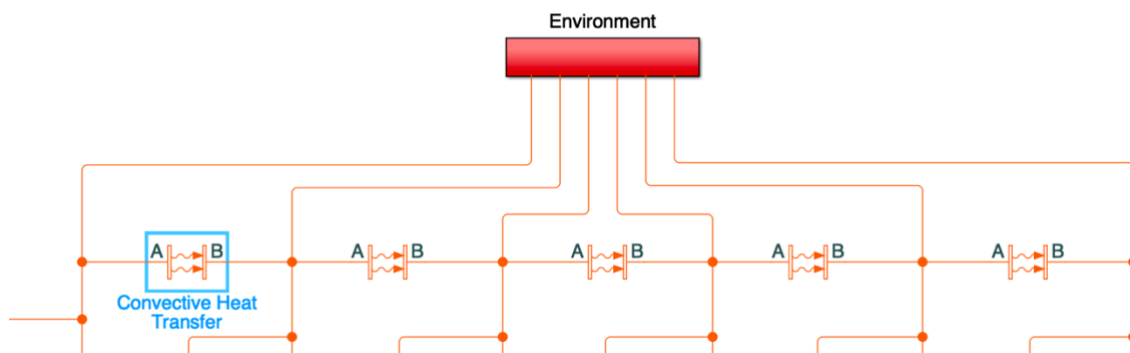 Environment
A B A B A B A B A B
Convective Heat
Transfer